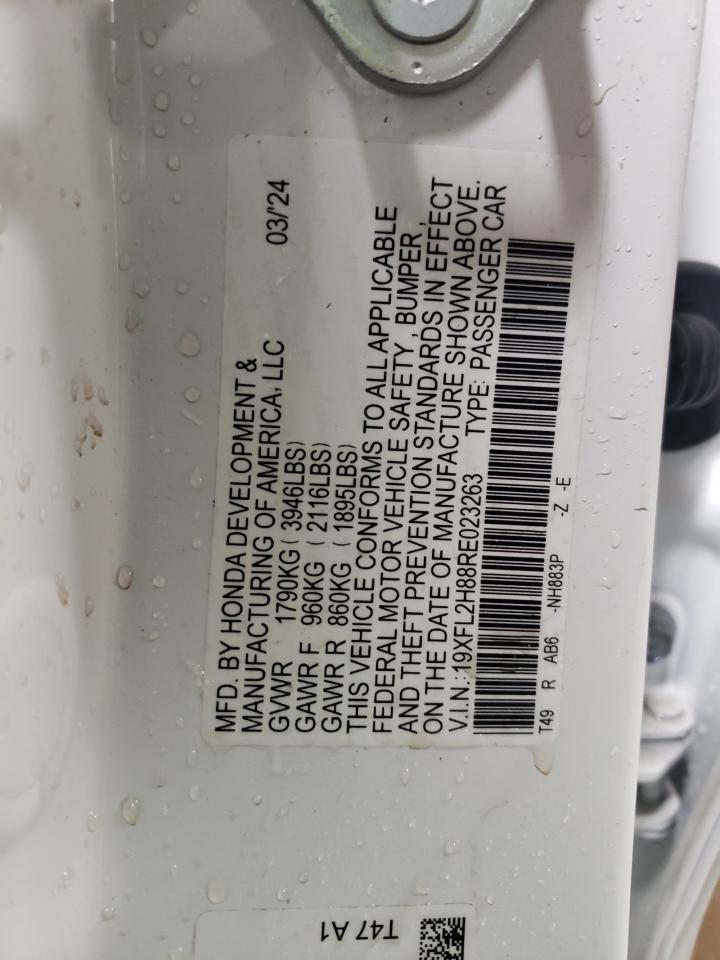 MFD. BY HONDA DEVELOPMENT &
MANUFACTURING OF AMERICA, LLC 03/'24
GVWR 1790KG ( 3946LBS)
GAWR F 960KG ( 2116LBS)
GAWR R 860KG ( 1895LBS)
THIS VEHICLE CONFORMS TO ALL APPLICABLE
FEDERAL MOTOR VEHICLE SAFETY , BUMPER ,
AND THEFT PREVENTION STANDARDS IN EFFECT
ON THE DATE OF MANUFACTURE SHOWN ABOVE.
V.I.N.: 19XFL2H88RE023263 TYPE: PASSENGER CAR
T49 R AB6 -NH883P -Z -E
T47 A1